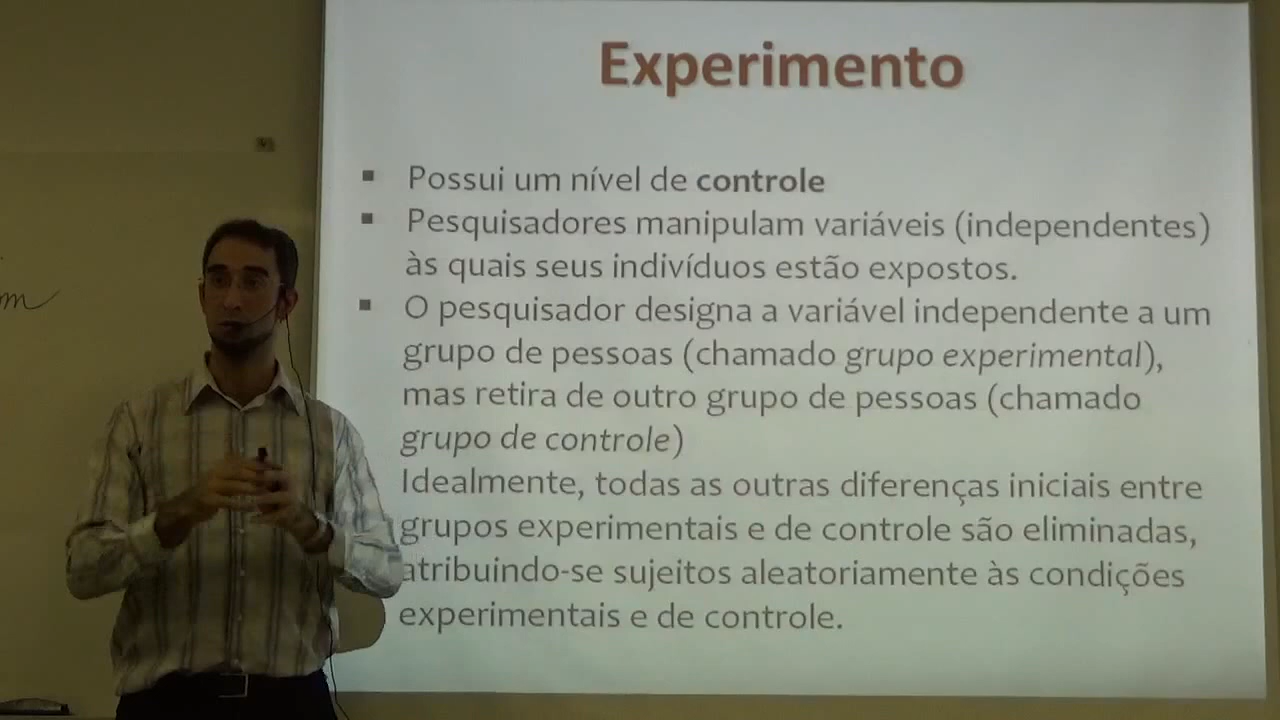 Experimento
▪ Possui um nível de controle
▪ Pesquisadores manipulam variáveis (independentes)
às quais seus indivíduos estão expostos.
▪ O pesquisador designa a variável independente a um
grupo de pessoas (chamado grupo experimental),
mas retira de outro grupo de pessoas (chamado
grupo de controle)
Idealmente, todas as outras diferenças iniciais entre
grupos experimentais e de controle são eliminadas,
atribuindo-se sujeitos aleatoriamente às condições
experimentais e de controle.